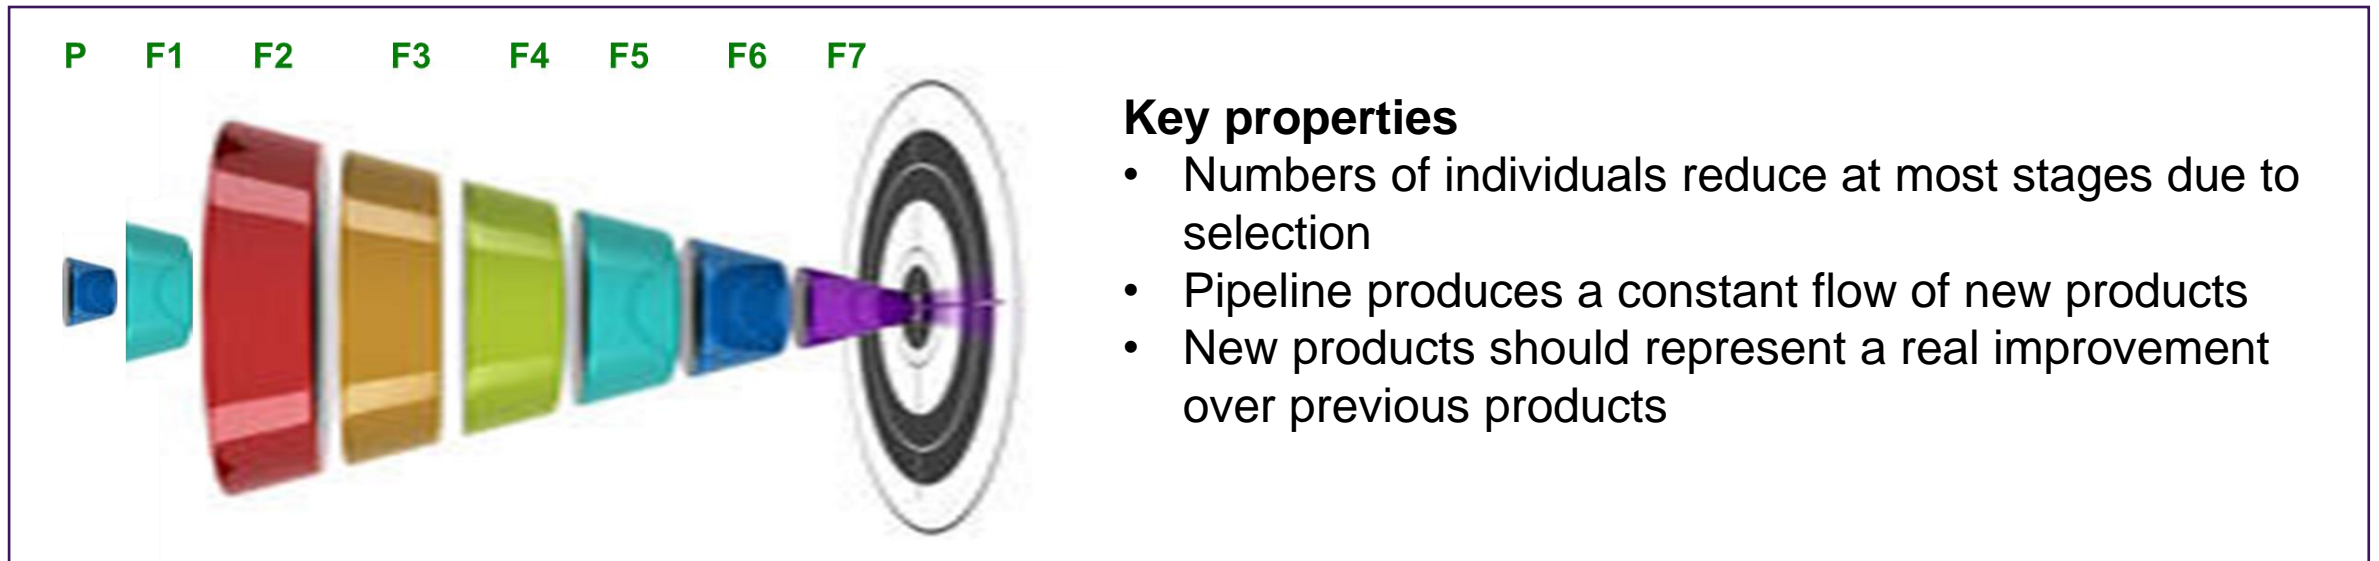 P F1 F2 F3 F4 F5 F6 F7
Key properties
• Numbers of individuals reduce at most stages due to
selection
• Pipeline produces a constant flow of new products
• New products should represent a real improvement
over previous products